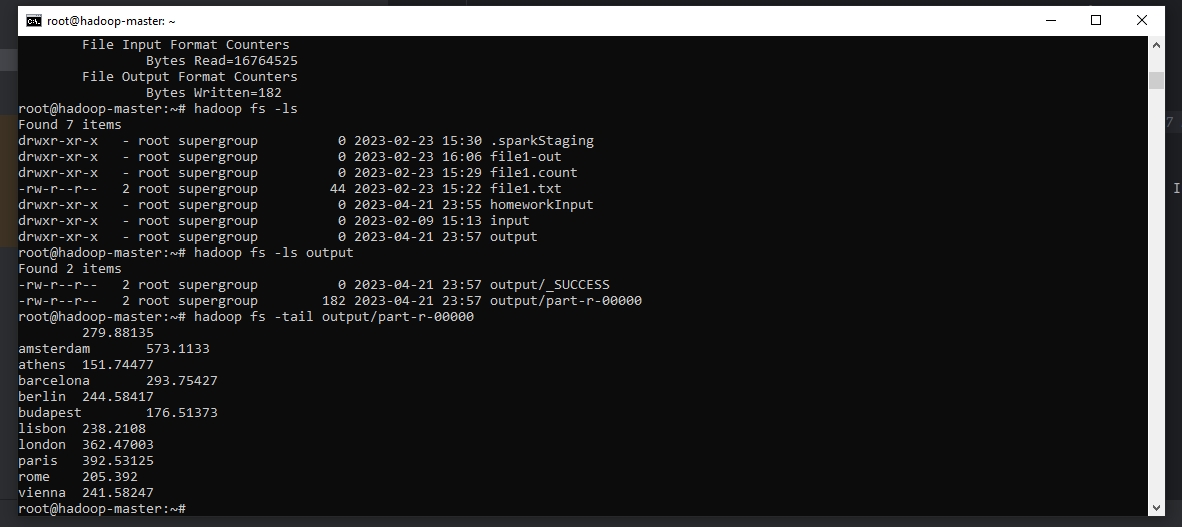 root@hadoop-master: ~
        File Input Format Counters
                Bytes Read=16764525
        File Output Format Counters
                Bytes Written=182
root@hadoop-master:~# hadoop fs -ls
Found 7 items
drwxr-xr-x   - root supergroup          0 2023-02-23 15:30 .sparkStaging
drwxr-xr-x   - root supergroup          0 2023-02-23 16:06 file1-out
drwxr-xr-x   - root supergroup          0 2023-02-23 15:29 file1.count
-rw-r--r--   2 root supergroup         44 2023-02-23 15:22 file1.txt
drwxr-xr-x   - root supergroup          0 2023-04-21 23:55 homeworkInput
drwxr-xr-x   - root supergroup          0 2023-02-09 15:13 input
drwxr-xr-x   - root supergroup          0 2023-04-21 23:57 output
root@hadoop-master:~# hadoop fs -ls output
Found 2 items
-rw-r--r--   2 root supergroup          0 2023-04-21 23:57 output/_SUCCESS
-rw-r--r--   2 root supergroup        182 2023-04-21 23:57 output/part-r-00000
root@hadoop-master:~# hadoop fs -tail output/part-r-00000
        279.88135
amsterdam       573.1133
athens  151.74477
barcelona       293.75427
berlin  244.58417
budapest        176.51373
lisbon  238.2108
london  362.47003
paris   392.53125
rome    205.392
vienna  241.58247
root@hadoop-master:~#
7